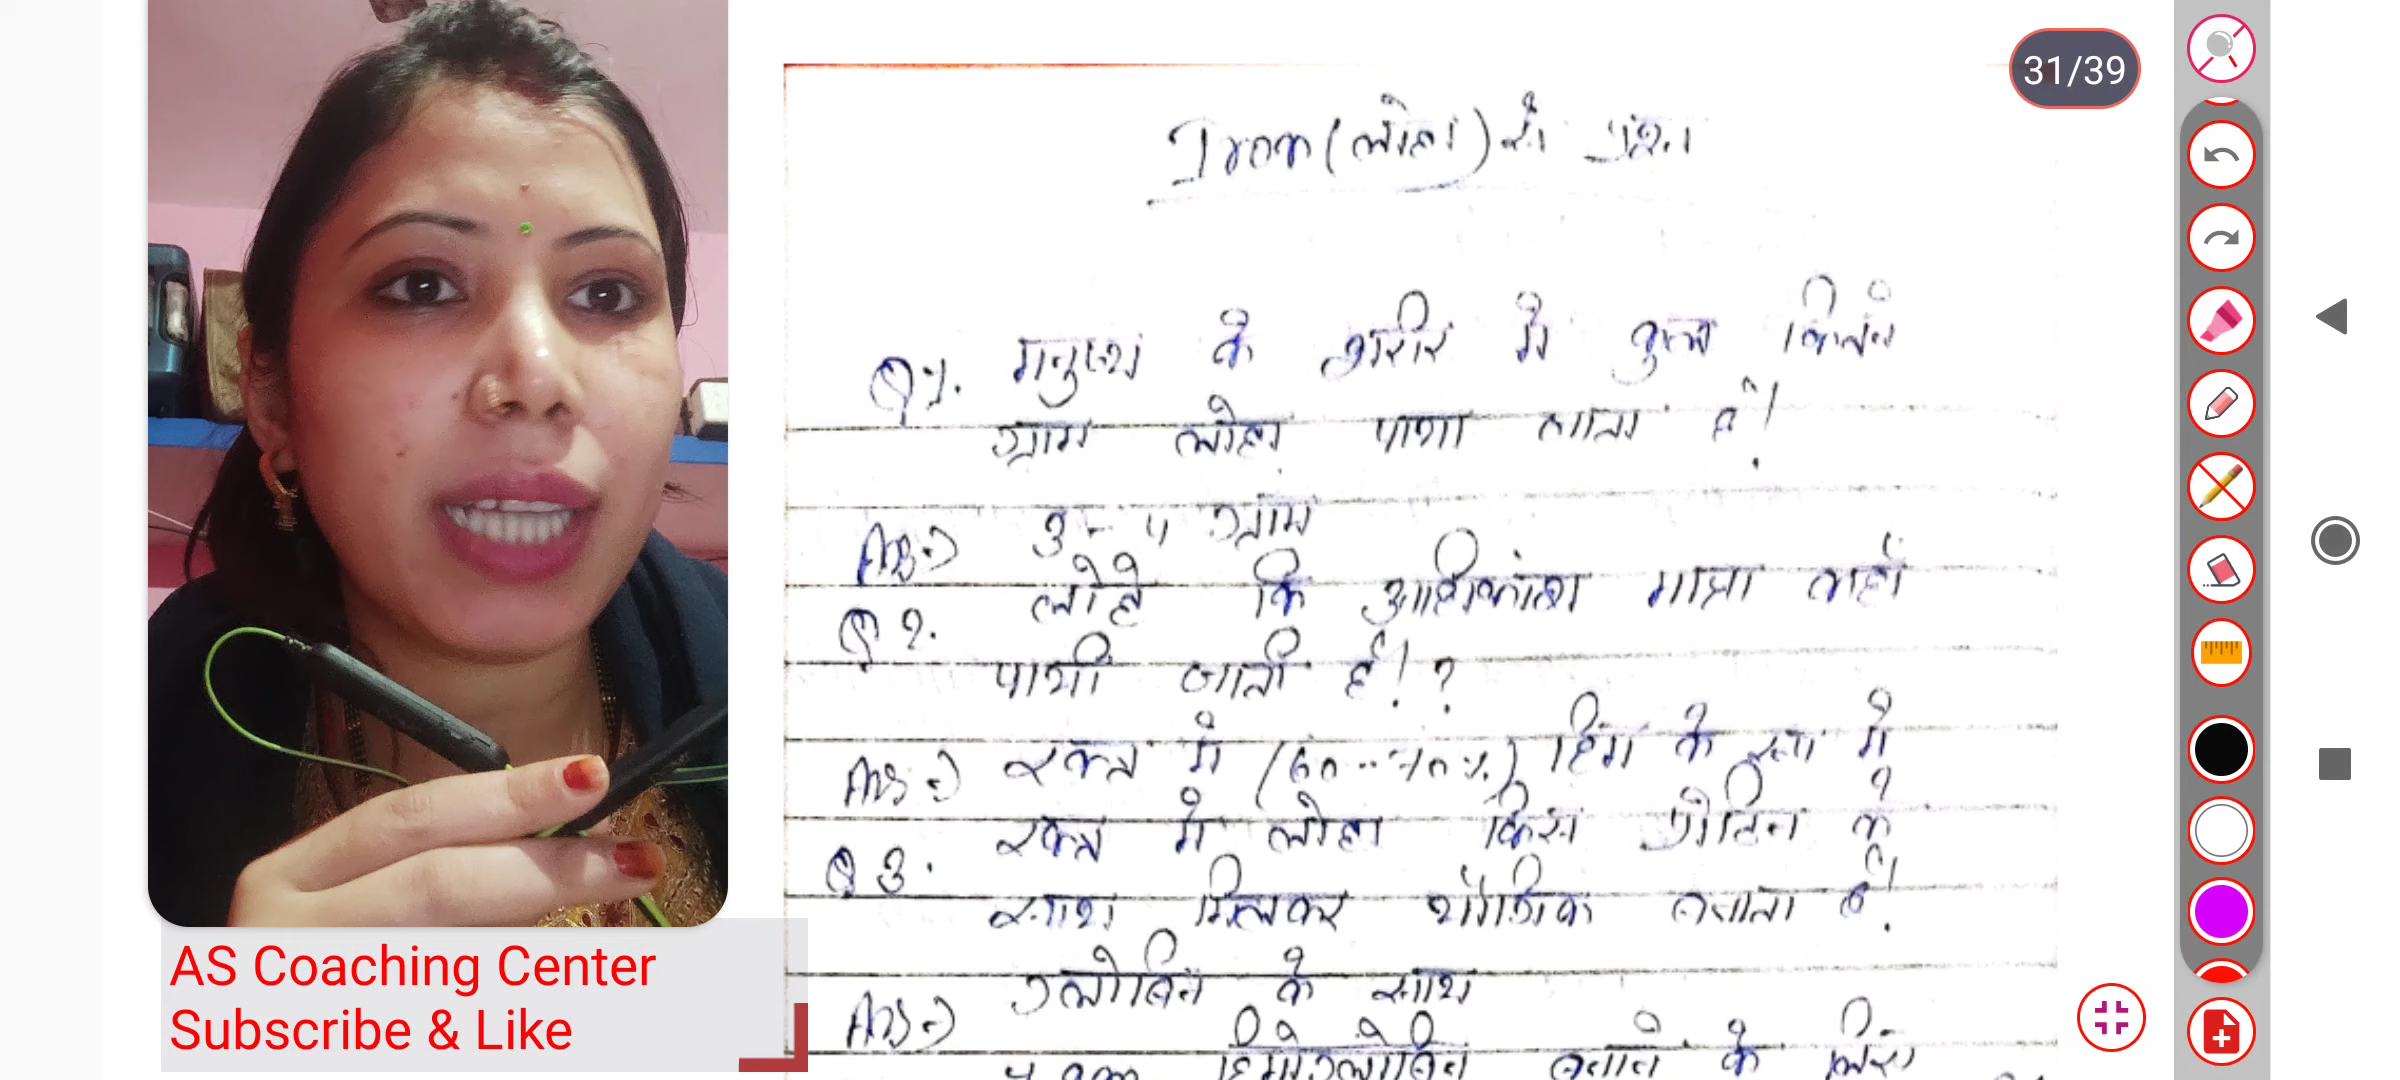 31/39
Iron (लोहा) से प्रश्न
Q1. मनुष्य के शरीर में कुल कितने
ग्राम लोहा पाया जाता है!
Ans→ 3-4 ग्राम
Q2. लोहे कि अधिकांश मात्रा कहाँ
पायी जाती है!?
Ans→ रक्त में (60--70%) हिम के रूप में
Q3. रक्त में लोहा किस प्रोटिन के
साथ मिलकर यौगिक बनाता है!
Ans→ ग्लोबिन के साथ
हिमोग्लोबिन बनाने के लिए
AS Coaching Center
Subscribe & Like